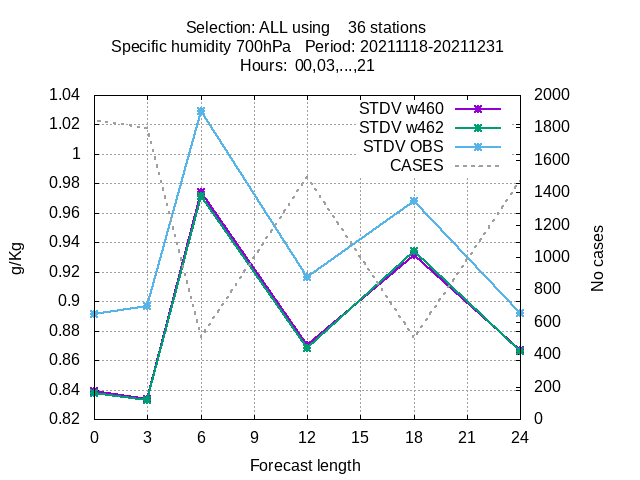 Selection: ALL using    36 stations
Specific humidity 700hPa   Period: 20211118-20211231
Hours:  00,03,...,21
STDV w460
STDV w462
STDV OBS
CASES
1.04
1.02
1
0.98
0.96
0.94
0.92
0.9
0.88
0.86
0.84
0.82
g/Kg
2000
1800
1600
1400
1200
1000
800
600
400
200
0
No cases
0 3 6 9 12 15 18 21 24
Forecast length